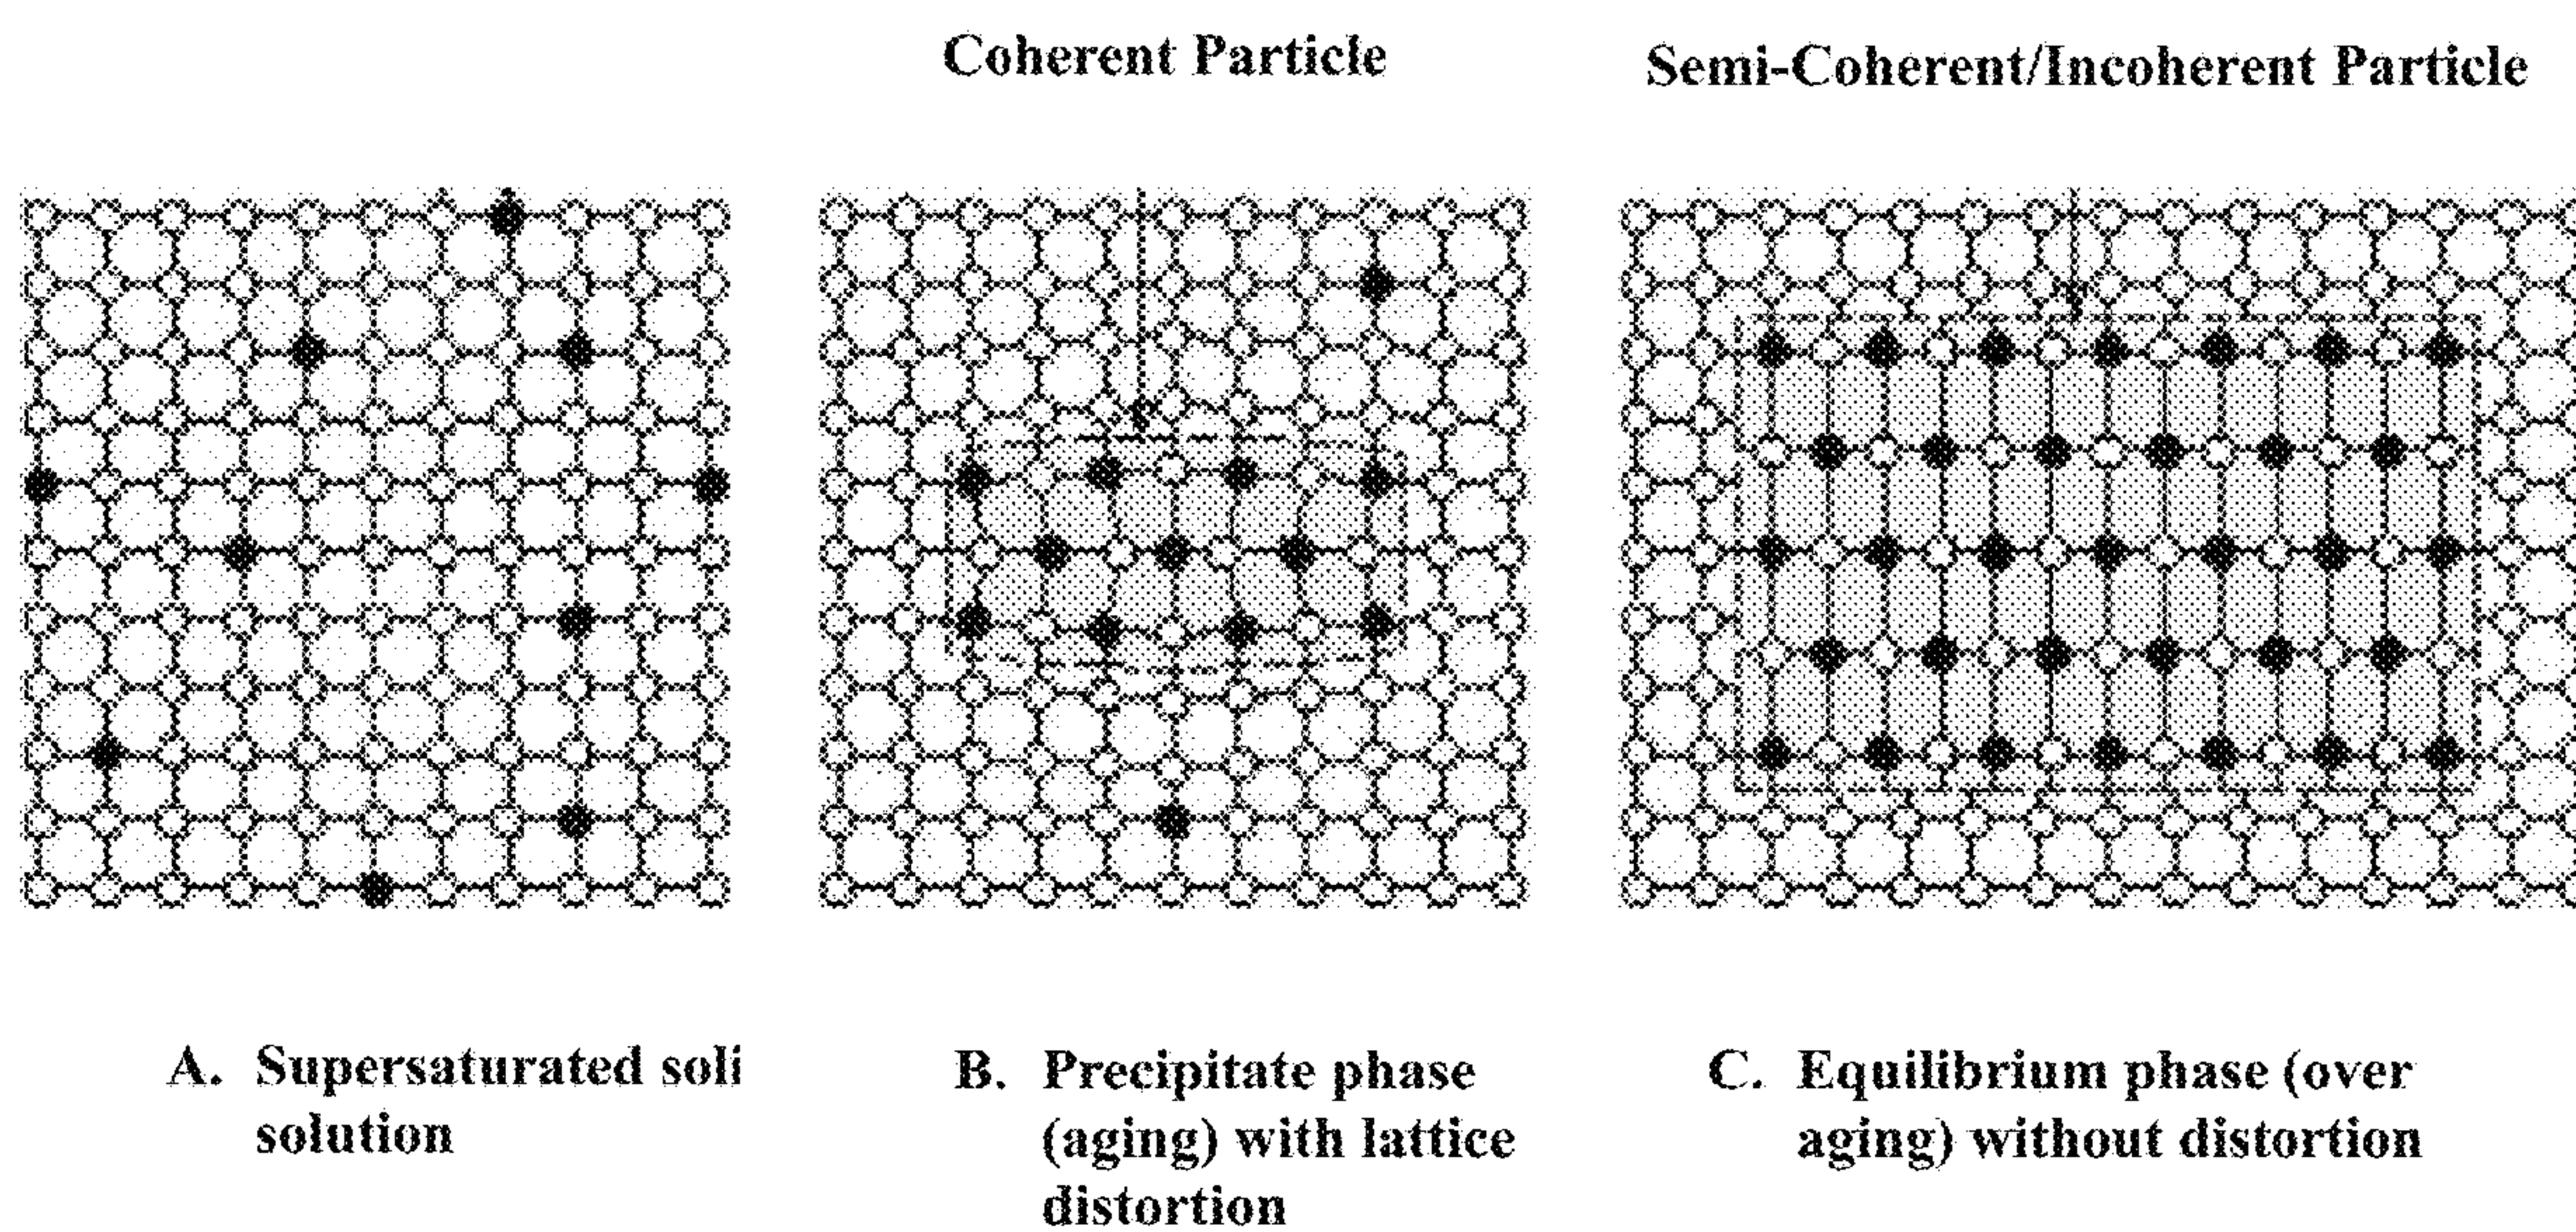 Coherent Particle
Semi-Coherent/Incoherent Particle
A. Supersaturated soli
solution
B. Precipitate phase
(aging) with lattice
distortion
C. Equilibrium phase (over
aging) without distortion